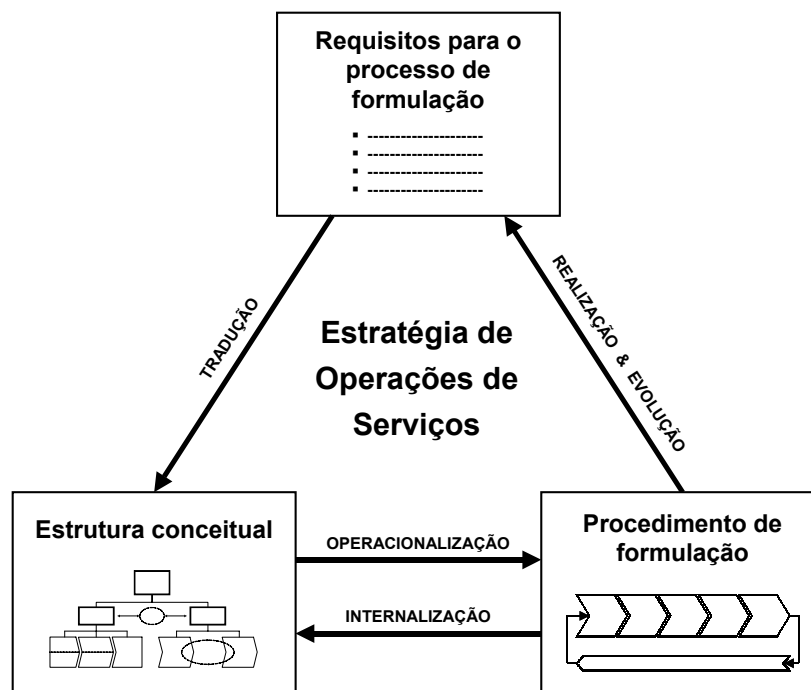 Requisitos para o
processo de
formulação
▪ ----------------------
▪ ----------------------
▪ ----------------------
▪ ----------------------
TRADUÇÃO
REALIZAÇÃO & EVOLUÇÃO
Estratégia de
Operações de
Serviços
Estrutura conceitual
OPERACIONALIZAÇÃO
INTERNALIZAÇÃO
Procedimento de
formulação